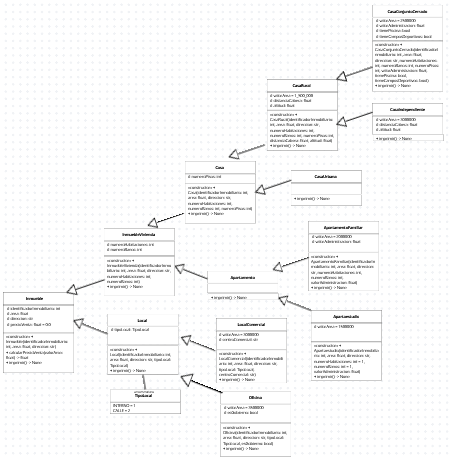 CasaConjuntoCerrado
# valorArea = 2500000
# valorAdministracion: float
# tienePiscina: bool
# tieneCamposDeportivos: bool
constructor +
CasaConjuntoCerrado(identificadorInmobiliario: int, area: float, direccion: str, numeroHabitaciones: int, numeroBanos: int, numeroPisos: int, valorAdministracion: float, tienePiscina: bool, tieneCamposDeportivos: bool)
+ imprimir() -> None
CasaRural
# valorArea = 1_500_000
# distanciaCabera: float
# altitud: float
constructor +
CasaRural(identificadorInmobiliario: int, area: float, direccion: str, numeroHabitaciones: int, numeroBanos: int, numeroPisos: int, distanciaCabera: float, altitud: float)
+ imprimir() -> None
CasaIndependiente
# valorArea = 3000000
# distanciaCabera: float
# altitud: float
+ imprimir() -> None
Casa
# numeroPisos: int
constructor +
Casa(identificadorInmobiliario: int, area: float, direccion: str, numeroHabitaciones: int, numeroBanos: int, numeroPisos: int)
+ imprimir() -> None
CasaUrbana
+ imprimir() -> None
InmuebleVivienda
# numeroHabitaciones: int
# numeroBanos: int
constructor +
InmuebleVivienda(identificadorInmobiliario: int, area: float, direccion: str, numeroHabitaciones: int, numeroBanos: int)
+ imprimir() -> None
ApartamentoFamiliar
# valorArea = 2000000
# valorAdministracion: float
constructor +
ApartamentoFamiliar(identificadorInmobiliario: int, area: float, direccion: str, numeroHabitaciones: int, numeroBanos: int, valorAdministracion: float)
+ imprimir() -> None
Apartamento
+ imprimir() -> None
Inmueble
# identificadorInmobiliario: int
# area: float
# direccion: str
# precioVenta: float = 0.0
constructor +
Inmueble(identificadorInmobiliario: int, area: float, direccion: str)
+ calcularPrecioVenta(valorArea: float) -> float
+ imprimir() -> None
Local
# tipoLocal: TipoLocal
constructor +
Local(identificadorInmobiliario: int, area: float, direccion: str, tipoLocal: TipoLocal)
+ imprimir() -> None
LocalComercial
# valorArea = 3000000
# centroComercial: str
constructor +
LocalComercial(identificadorInmobiliario: int, area: float, direccion: str, tipoLocal: TipoLocal, centroComercial: str)
+ imprimir() -> None
ApartaEstudio
# valorArea = 1500000
constructor +
ApartaEstudio(identificadorInmobiliario: int, area: float, direccion: str, numeroHabitaciones: int = 1, numeroBanos: int = 1, valorAdministracion: float)
+ imprimir() -> None
TipoLocal
INTERNO = 1
CALLE = 2
Oficina
# valorArea = 3500000
# esGobierno: bool
constructor +
Oficina(identificadorInmobiliario: int, area: float, direccion: str, tipoLocal: TipoLocal, esGobierno: bool)
+ imprimir() -> None